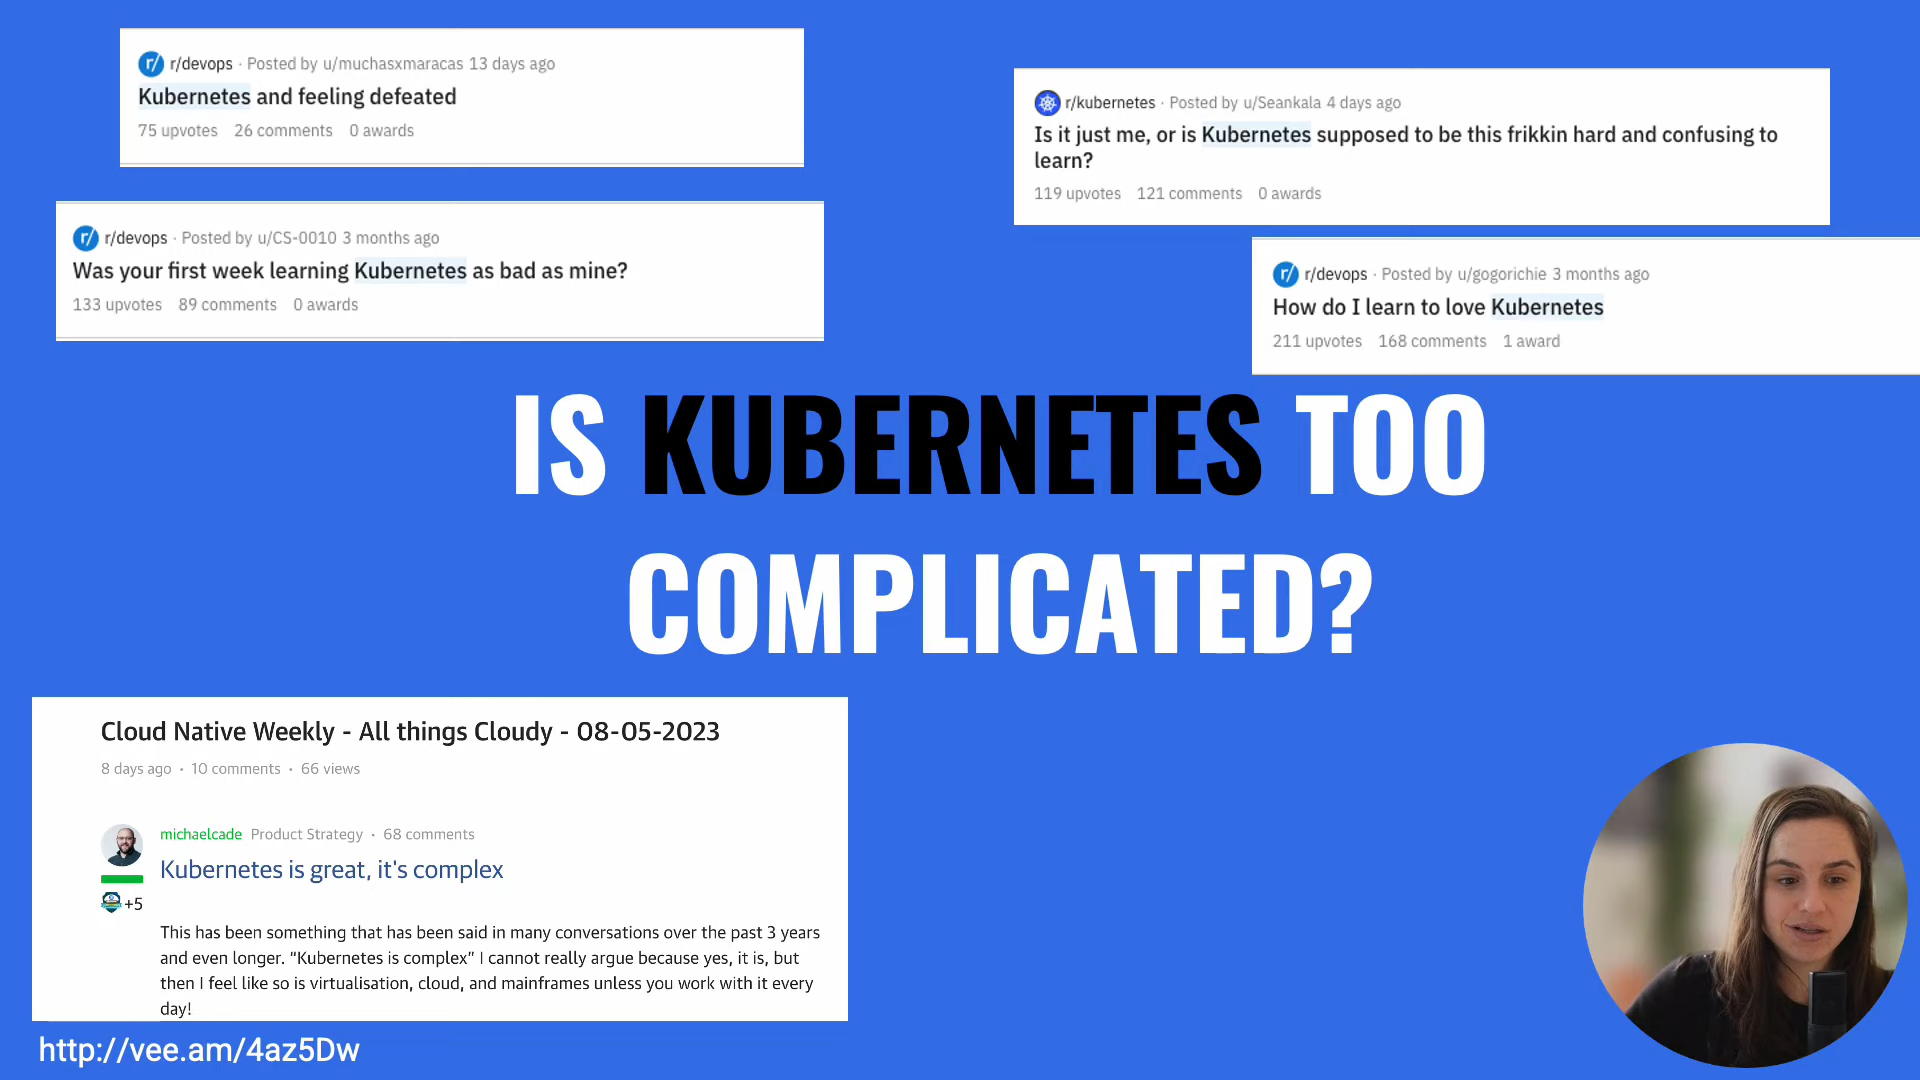 r/devops · Posted by u/muchasxmaracas 13 days ago
Kubernetes and feeling defeated
75 upvotes 26 comments 0 awards
r/kubernetes · Posted by u/Seankala 4 days ago
Is it just me, or is Kubernetes supposed to be this frikkin hard and confusing to
learn?
119 upvotes 121 comments 0 awards
r/devops · Posted by u/CS-0010 3 months ago
Was your first week learning Kubernetes as bad as mine?
133 upvotes 89 comments 0 awards
r/devops · Posted by u/gogorichie 3 months ago
How do I learn to love Kubernetes
211 upvotes 168 comments 1 award
IS KUBERNETES TOO
COMPLICATED?
Cloud Native Weekly - All things Cloudy - 08-05-2023
8 days ago · 10 comments · 66 views
michaelcade Product Strategy · 68 comments
Kubernetes is great, it's complex
+5
This has been something that has been said in many conversations over the past 3 years
and even longer. "Kubernetes is complex" I cannot really argue because yes, it is, but
then I feel like so is virtualisation, cloud, and mainframes unless you work with it every
day!
http://vee.am/4az5Dw